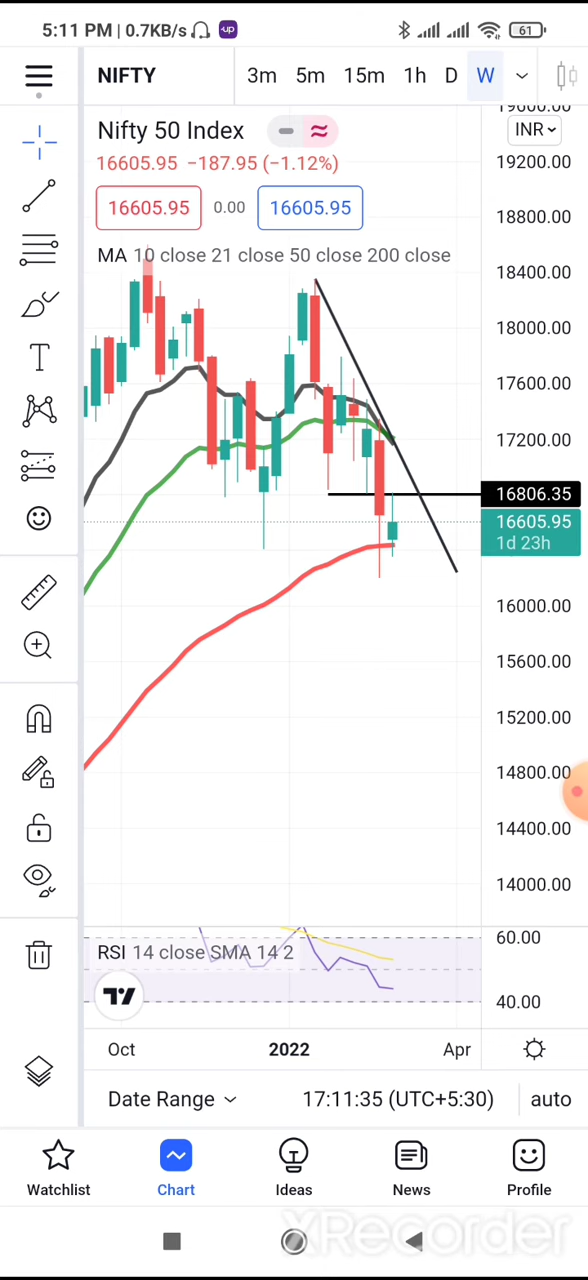 5:11 PM | 0.7KB/s up 61
NIFTY 3m 5m 15m 1h D W
19600.00
Nifty 50 Index INR
16605.95 −187.95 (−1.12%)
19200.00
16605.95 0.00 16605.95
18800.00
MA 10 close 21 close 50 close 200 close
18400.00
18000.00
17600.00
17200.00
16806.35
16605.95
1d 23h
16000.00
15600.00
15200.00
14800.00
14400.00
14000.00
60.00
RSI 14 close SMA 14 2
40.00
Oct 2022 Apr
Date Range 17:11:35 (UTC+5:30) auto
Watchlist Chart Ideas News Profile
XRecorder